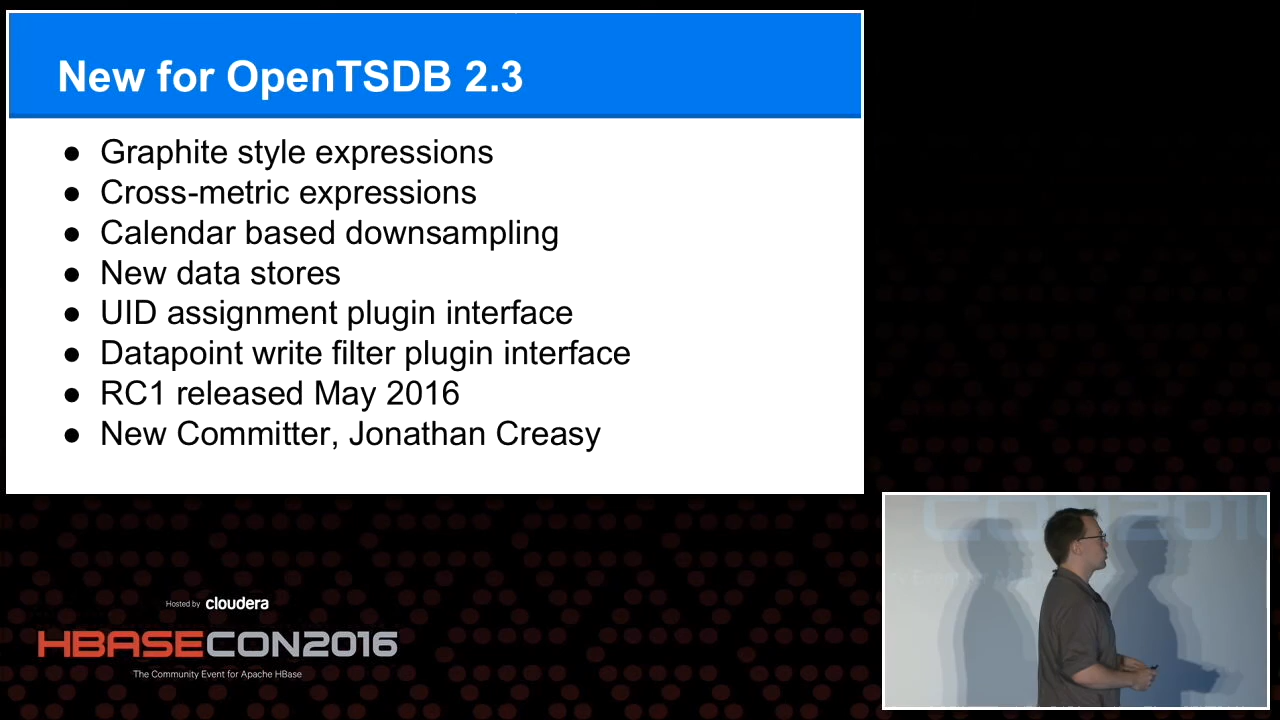 New for OpenTSDB 2.3
● Graphite style expressions
● Cross-metric expressions
● Calendar based downsampling
● New data stores
● UID assignment plugin interface
● Datapoint write filter plugin interface
● RC1 released May 2016
● New Committer, Jonathan Creasy
Hosted by cloudera
HBASECON2016
The Community Event for Apache HBase
CON2016